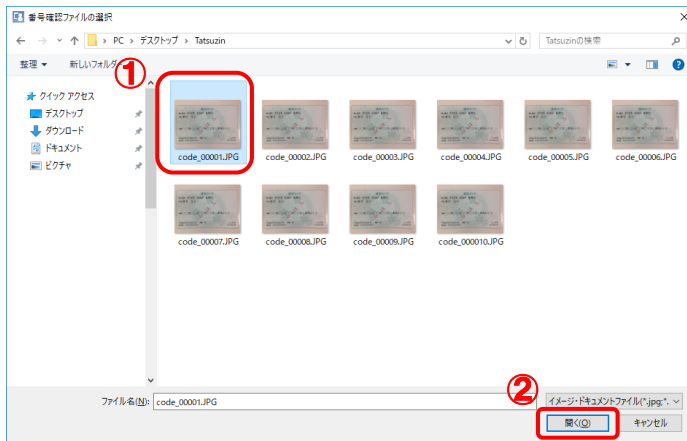 番号確認ファイルの選択
PC › デスクトップ › Tatsuzin
Tatsuzinの検索
整理 新しいフォルダー
①
クイック アクセス
デスクトップ
ダウンロード
ドキュメント
ピクチャ
code_00001.JPG code_00002.JPG code_00003.JPG code_00004.JPG code_00005.JPG code_00006.JPG
code_00007.JPG code_00008.JPG code_00009.JPG code_000010.JPG
②
ファイル名(N): code_00001.JPG イメージ・ドキュメントファイル(*.jpg;*.
開く(O) キャンセル